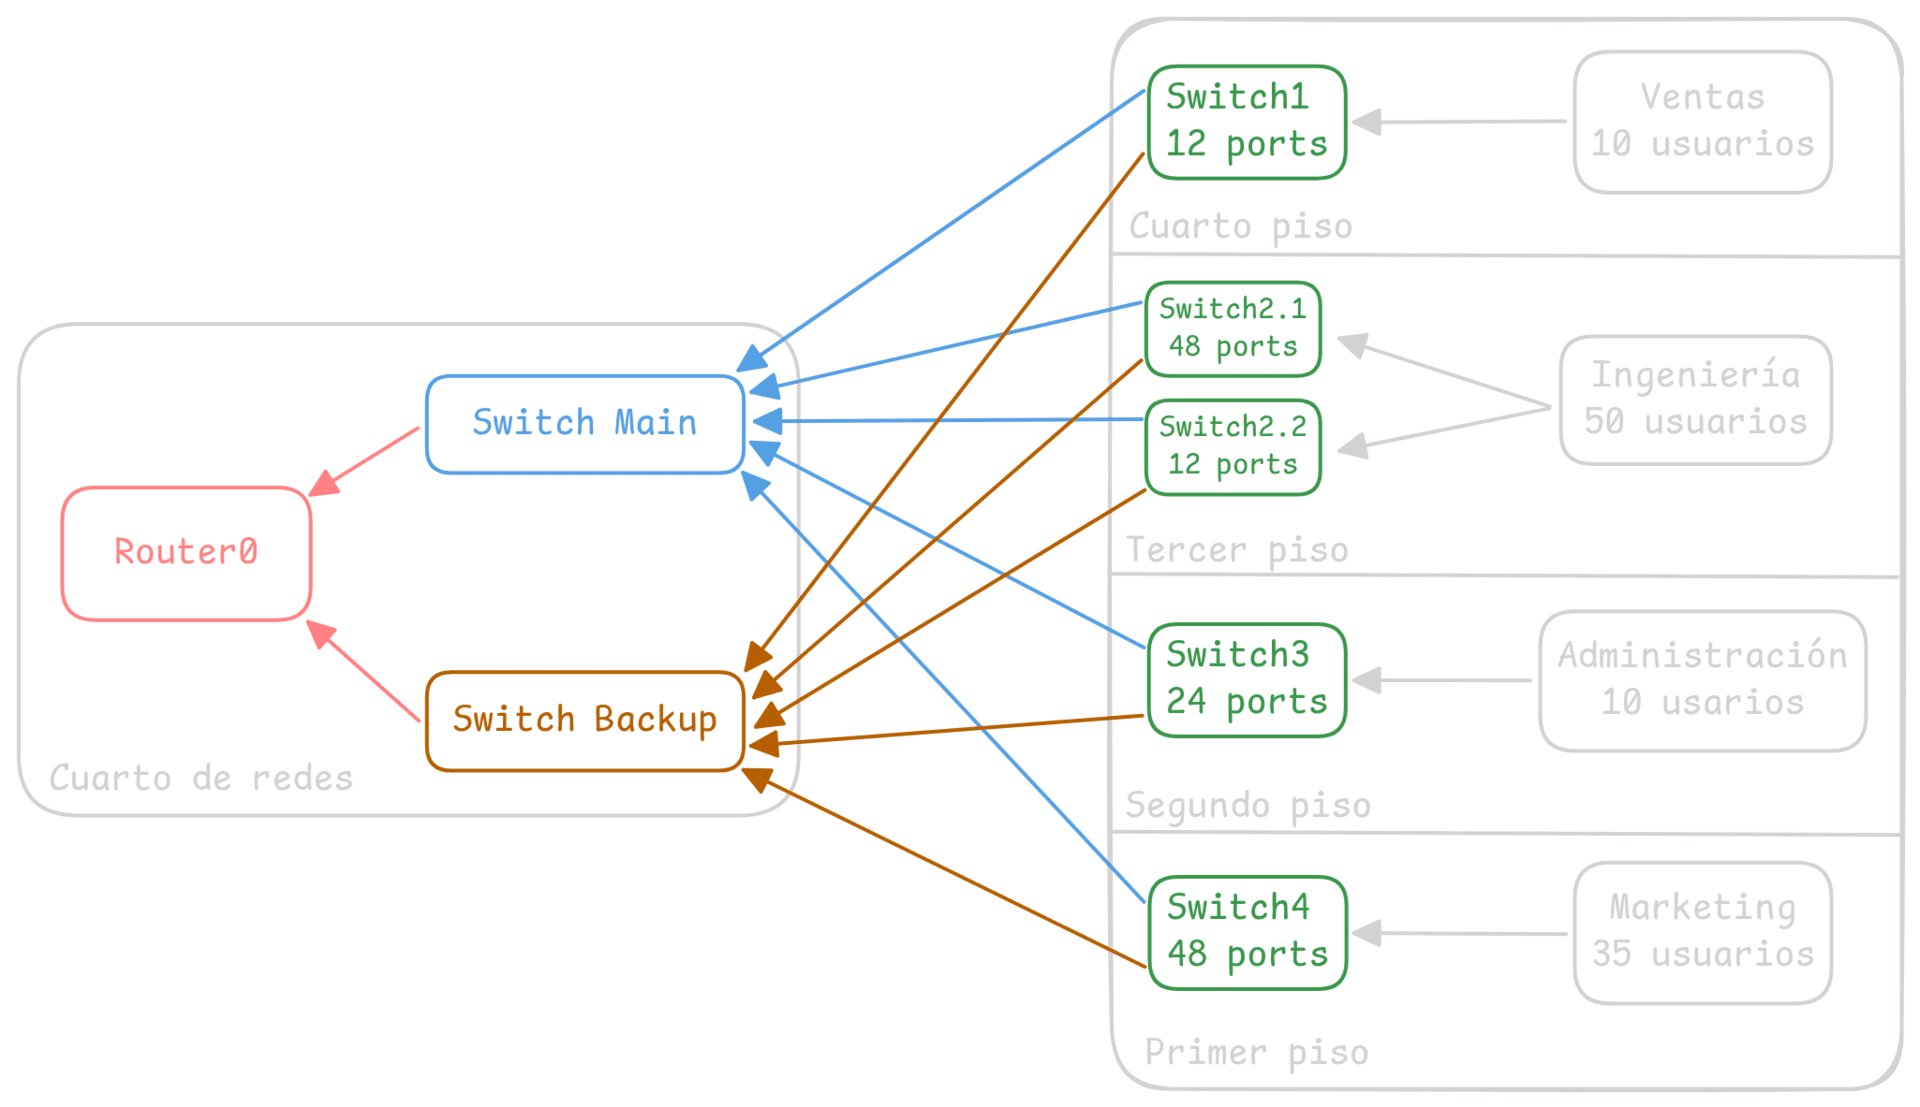 Switch1
12 ports
Ventas
10 usuarios
Cuarto piso
Switch2.1
48 ports
Switch2.2
12 ports
Ingeniería
50 usuarios
Tercer piso
Switch Main
Router0
Switch Backup
Cuarto de redes
Switch3
24 ports
Administración
10 usarios
Segundo piso
Switch4
48 ports
Marketing
35 usuarios
Primer piso